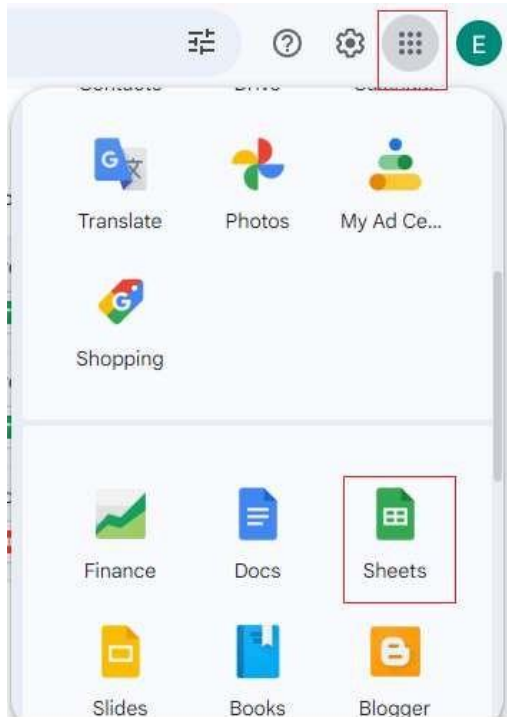 E
Translate Photos My Ad Ce...
Shopping
Finance Docs Sheets
Slides Books Blogger